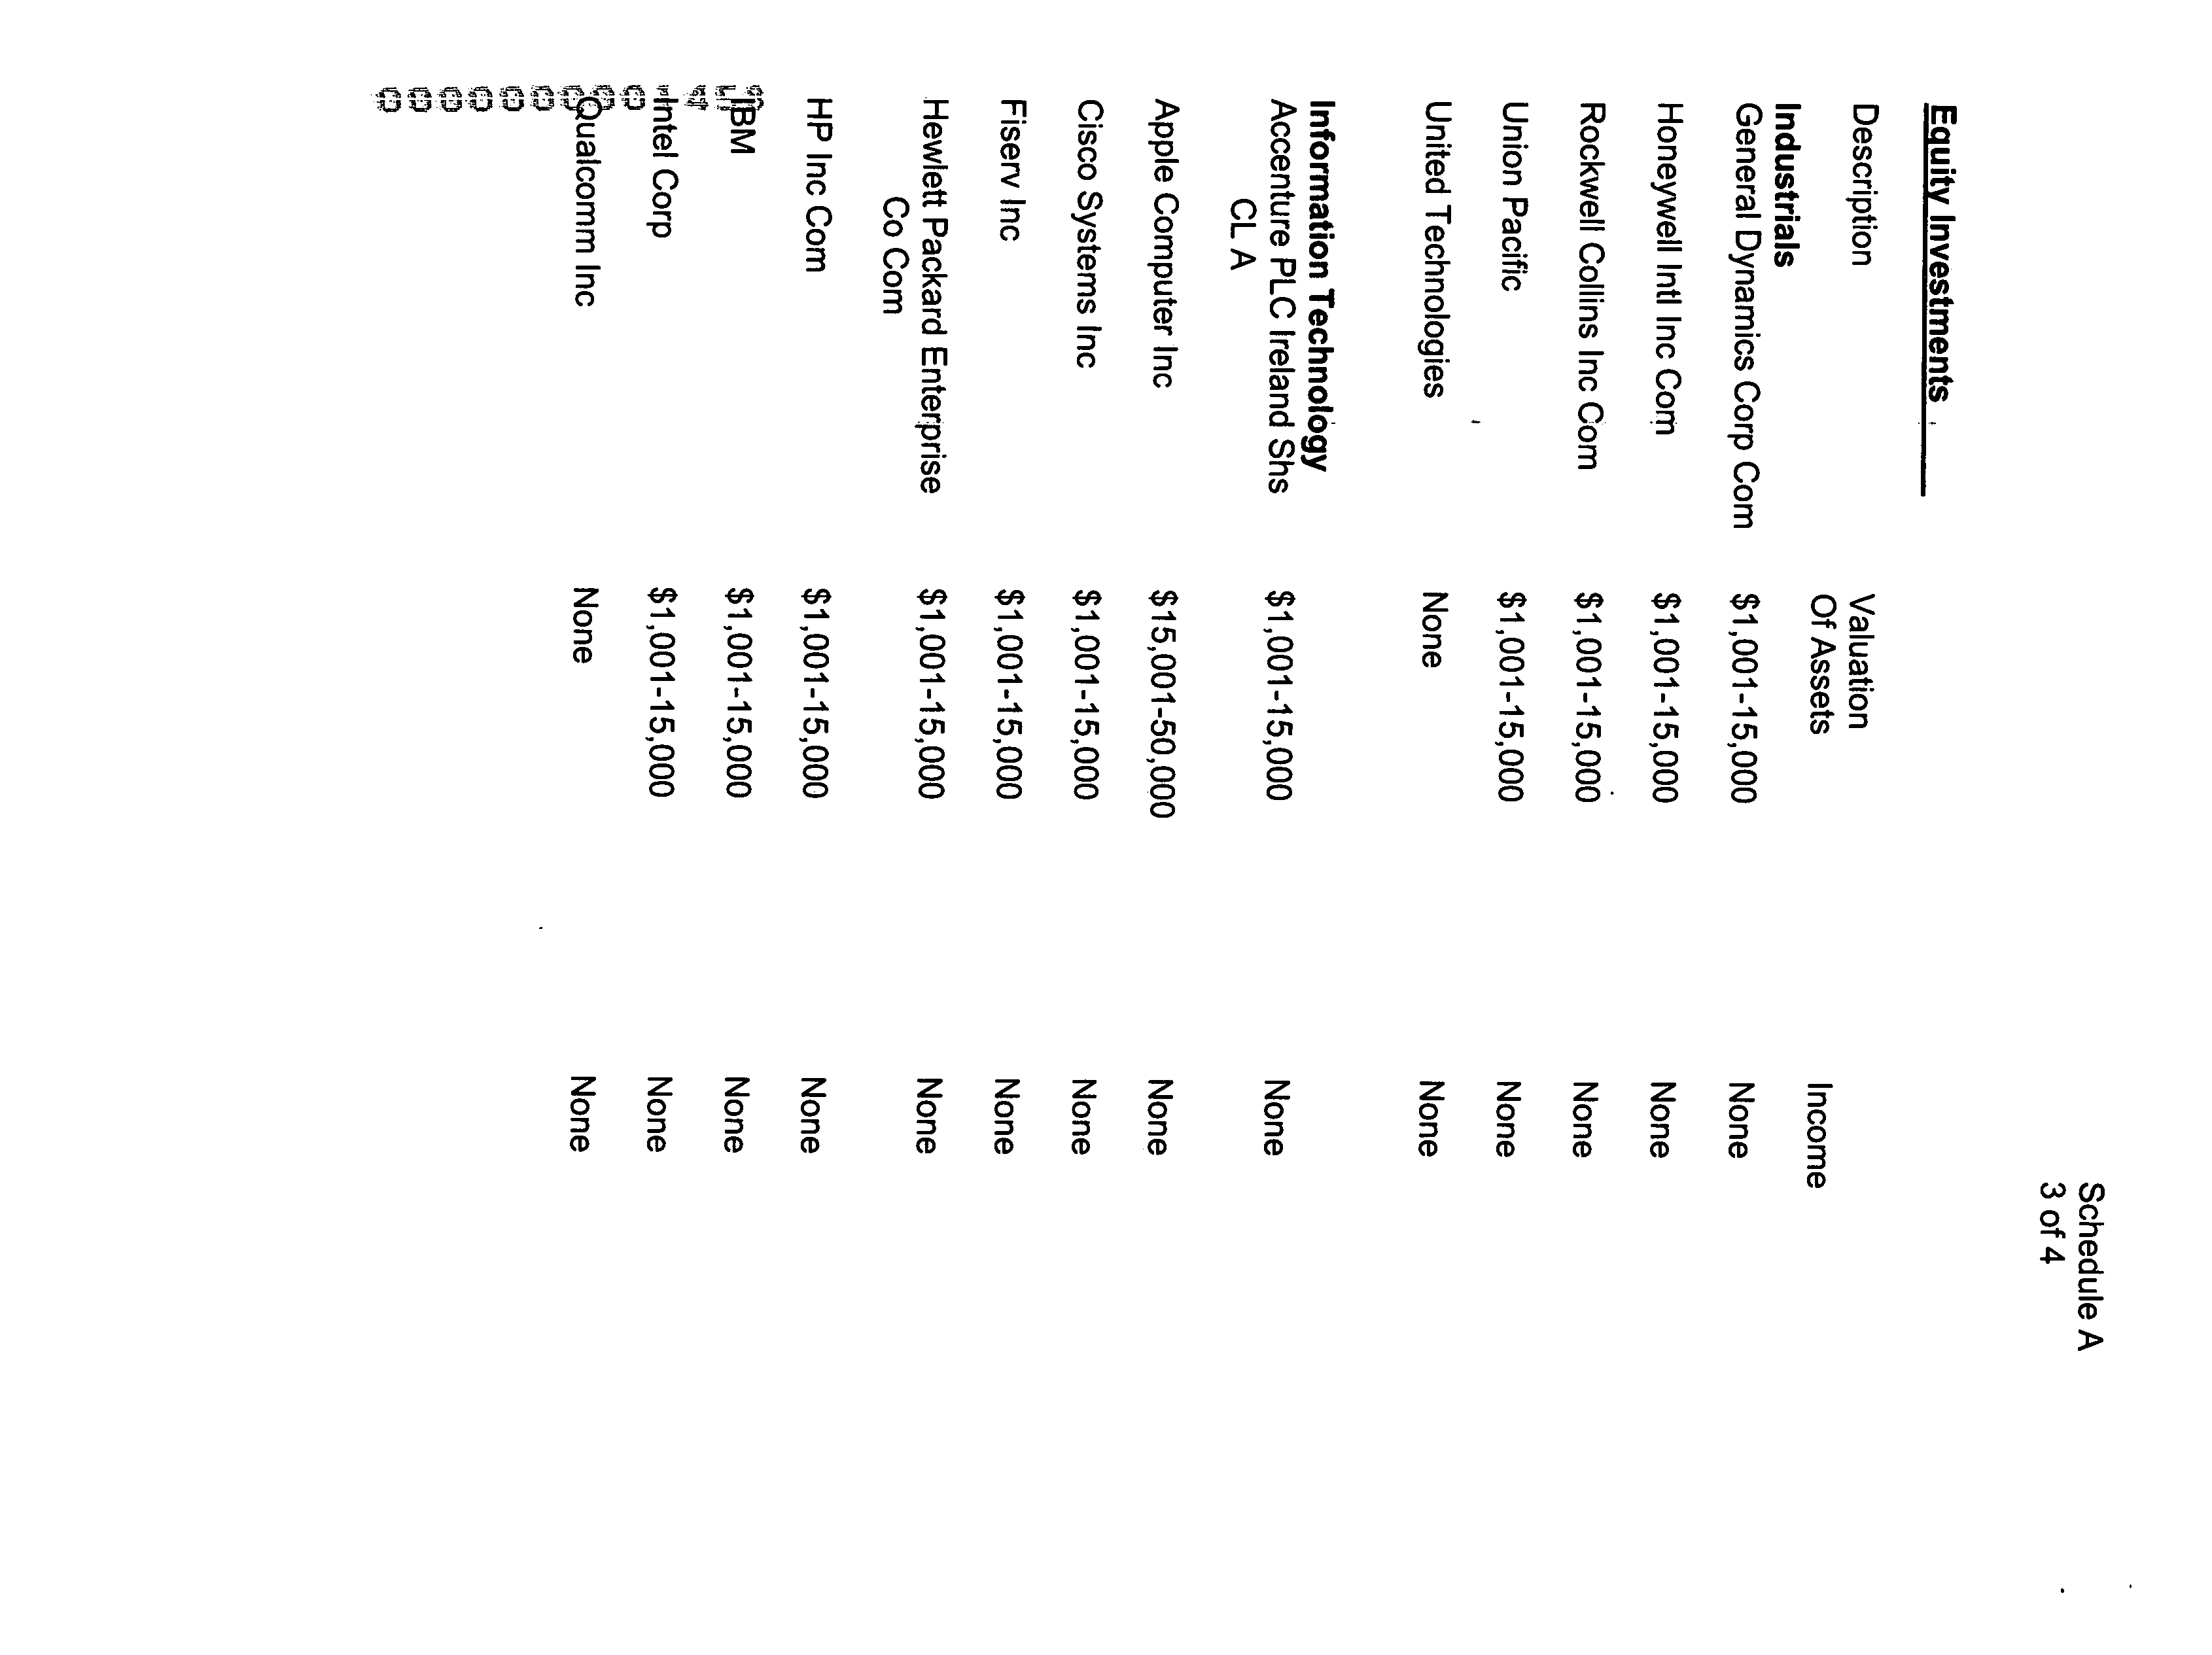 Schedule A
3 of 4
Equity Investments
Description Valuation Of Assets Income
Industrials
General Dynamics Corp Com $1,001-15,000 None
Honeywell Intl Inc Com $1,001-15,000 None
Rockwell Collins Inc Com $1,001-15,000 None
Union Pacific $1,001-15,000 None
United Technologies None None
Information Technology
Accenture PLC Ireland Shs $1,001-15,000 None
CL A
Apple Computer Inc $15,001-50,000 None
Cisco Systems Inc $1,001-15,000 None
Fiserv Inc $1,001-15,000 None
Hewlett Packard Enterprise $1,001-15,000 None
Co Com
HP Inc Com $1,001-15,000 None
IBM $1,001-15,000 None
Intel Corp $1,001-15,000 None
Qualcomm Inc None None